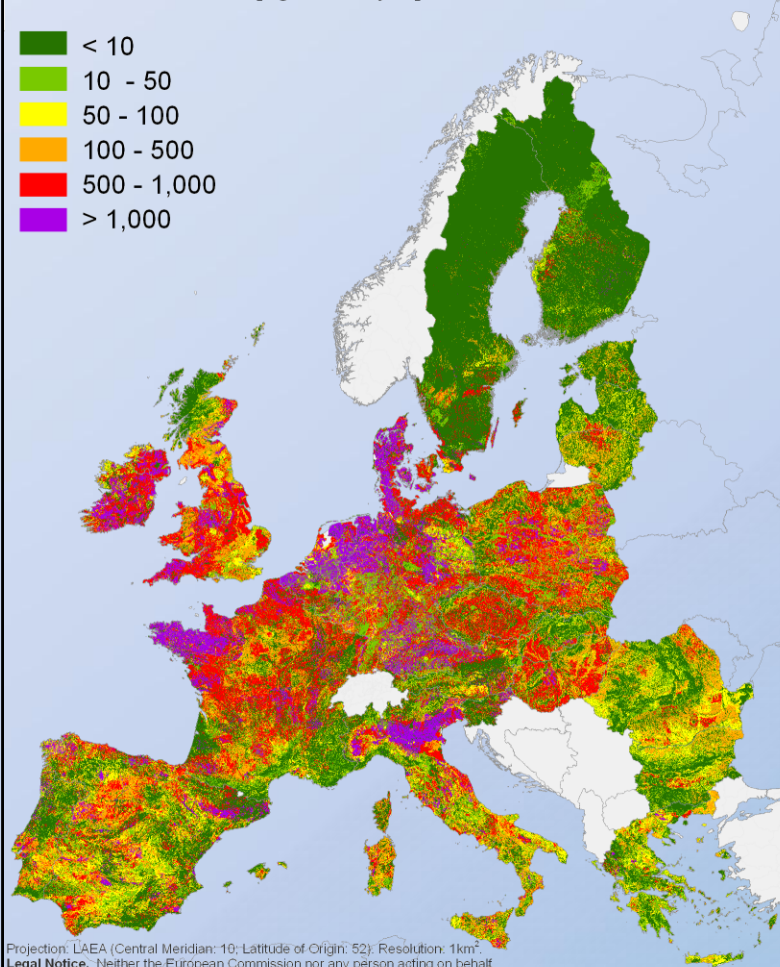 < 10
10 - 50
50 - 100
100 - 500
500 - 1,000
> 1,000
Projection: LAEA (Central Meridian: 10; Latitude of Origin: 52); Resolution: 1km².
Legal Notice. Neither the European Commission nor any person acting on behalf